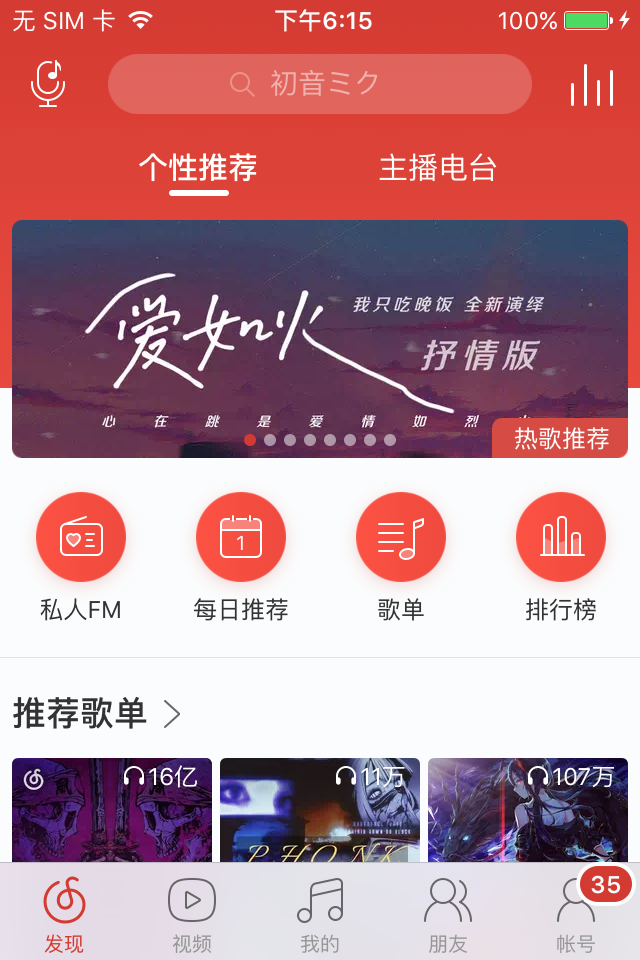 无 SIM 卡 下午6:15 100%
初音ミク
个性推荐 主播电台
爱如火
我只吃晚饭 全新演绎
抒情版
心 在 跳 是 爱 情 如 烈
热歌推荐
1
私人FM 每日推荐 歌单 排行榜
推荐歌单
16亿 11万 107万
PHONK
35
发现 视频 我的 朋友 帐号